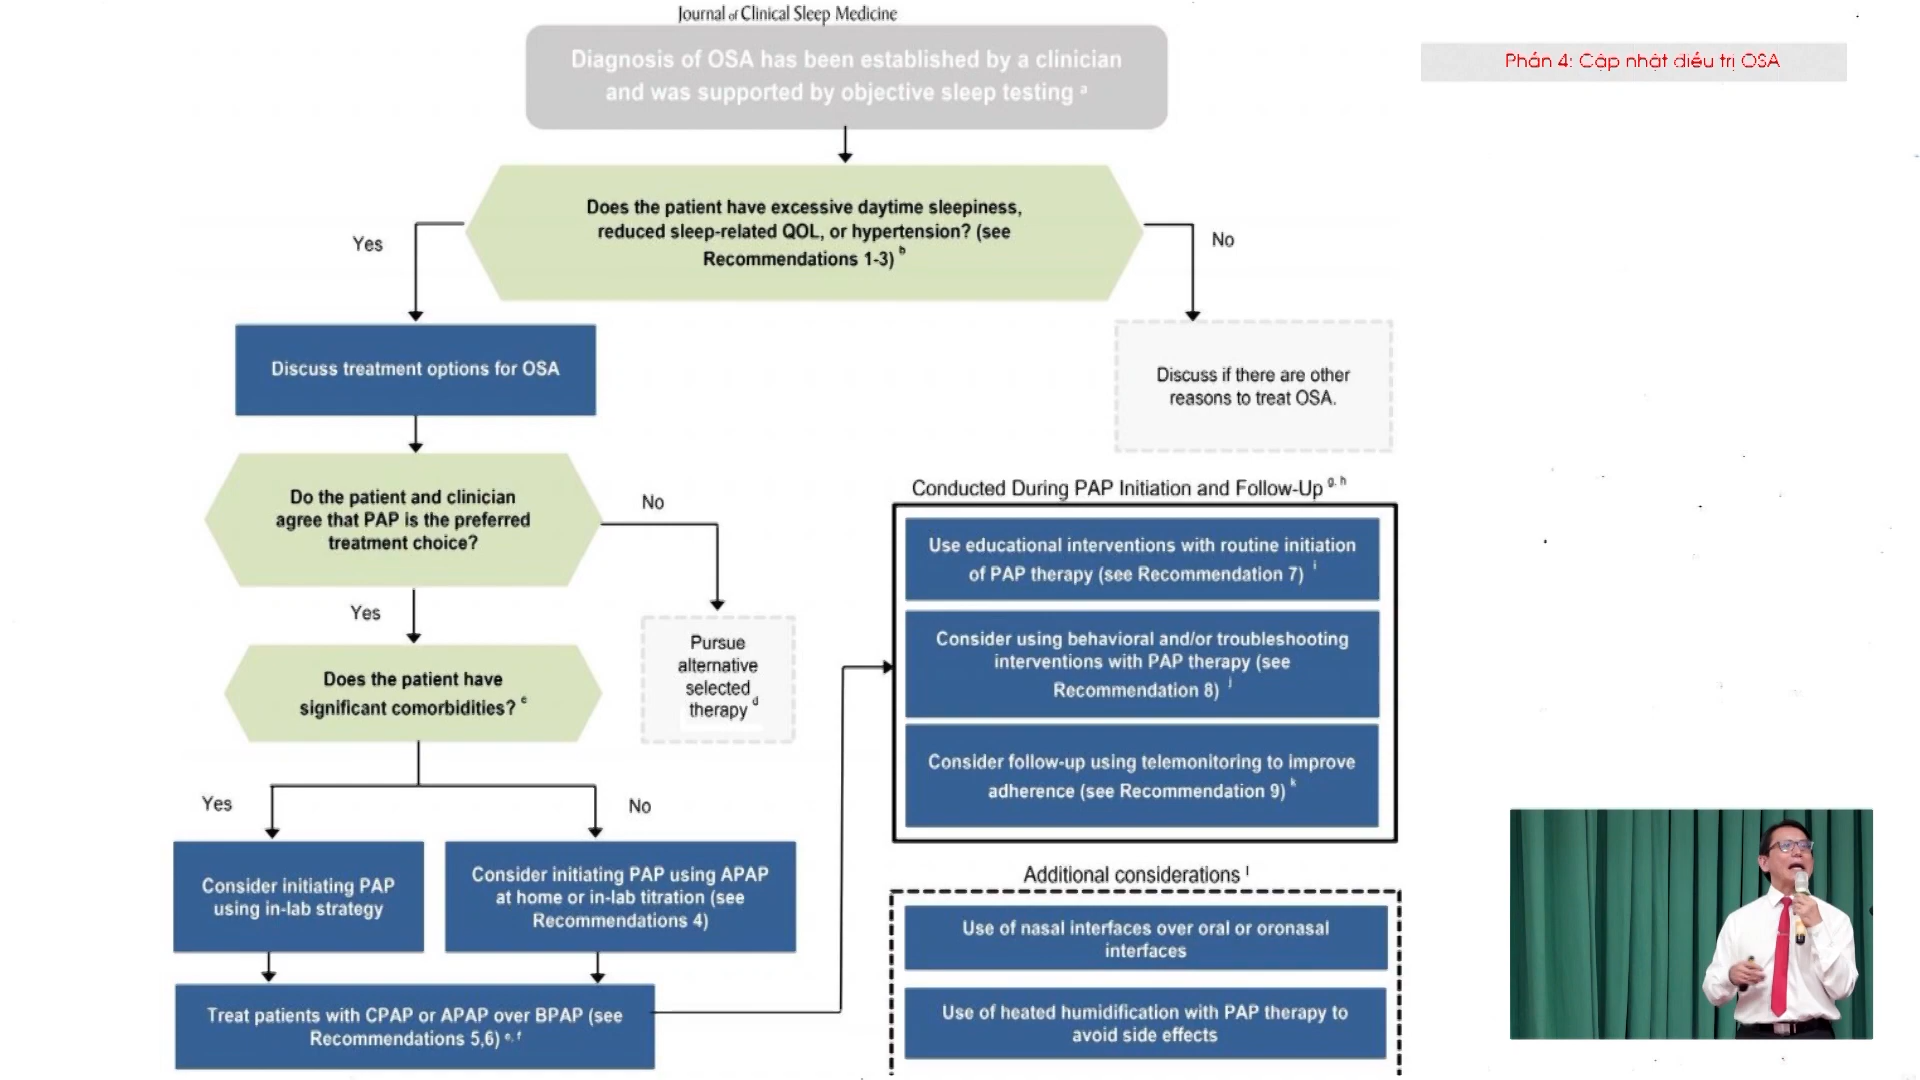 Journal of Clinical Sleep Medicine
Phần 4: Cập nhật điều trị OSA
Diagnosis of OSA has been established by a clinician
and was supported by objective sleep testing a
Does the patient have excessive daytime sleepiness,
reduced sleep-related QOL, or hypertension? (see
Recommendations 1-3) b
Yes
No
Discuss treatment options for OSA
Discuss if there are other
reasons to treat OSA.
Do the patient and clinician
agree that PAP is the preferred
treatment choice?
No
Yes
Pursue
alternative
selected
therapy d
Does the patient have
significant comorbidities? c
Yes
No
Consider initiating PAP
using in-lab strategy
Consider initiating PAP using APAP
at home or in-lab titration (see
Recommendations 4)
Treat patients with CPAP or APAP over BPAP (see
Recommendations 5,6) e, f
Conducted During PAP Initiation and Follow-Up g, h
Use educational interventions with routine initiation
of PAP therapy (see Recommendation 7) i
Consider using behavioral and/or troubleshooting
interventions with PAP therapy (see
Recommendation 8) j
Consider follow-up using telemonitoring to improve
adherence (see Recommendation 9) k
Additional considerations l
Use of nasal interfaces over oral or oronasal
interfaces
Use of heated humidification with PAP therapy to
avoid side effects